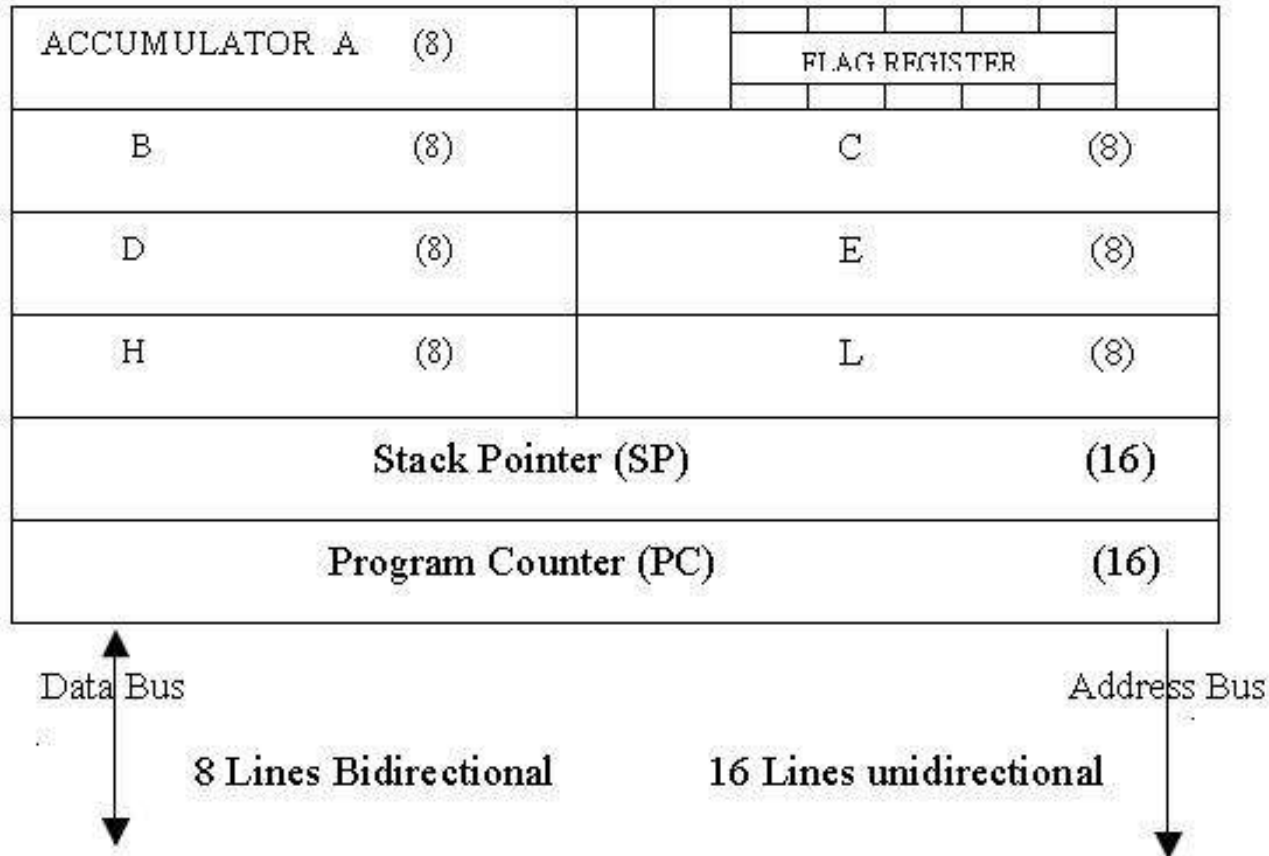 ACCUMULATOR A (8)
FLAG REGISTER
B (8) C (8)
D (8) E (8)
H (8) L (8)
Stack Pointer (SP) (16)
Program Counter (PC) (16)
Data Bus Address Bus
8 Lines Bidirectional 16 Lines unidirectional